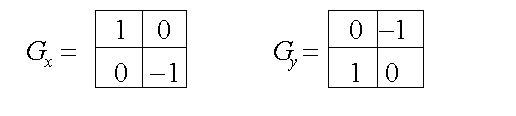 Gx = 1 0 Gy = 0 −1
0 −1 1 0